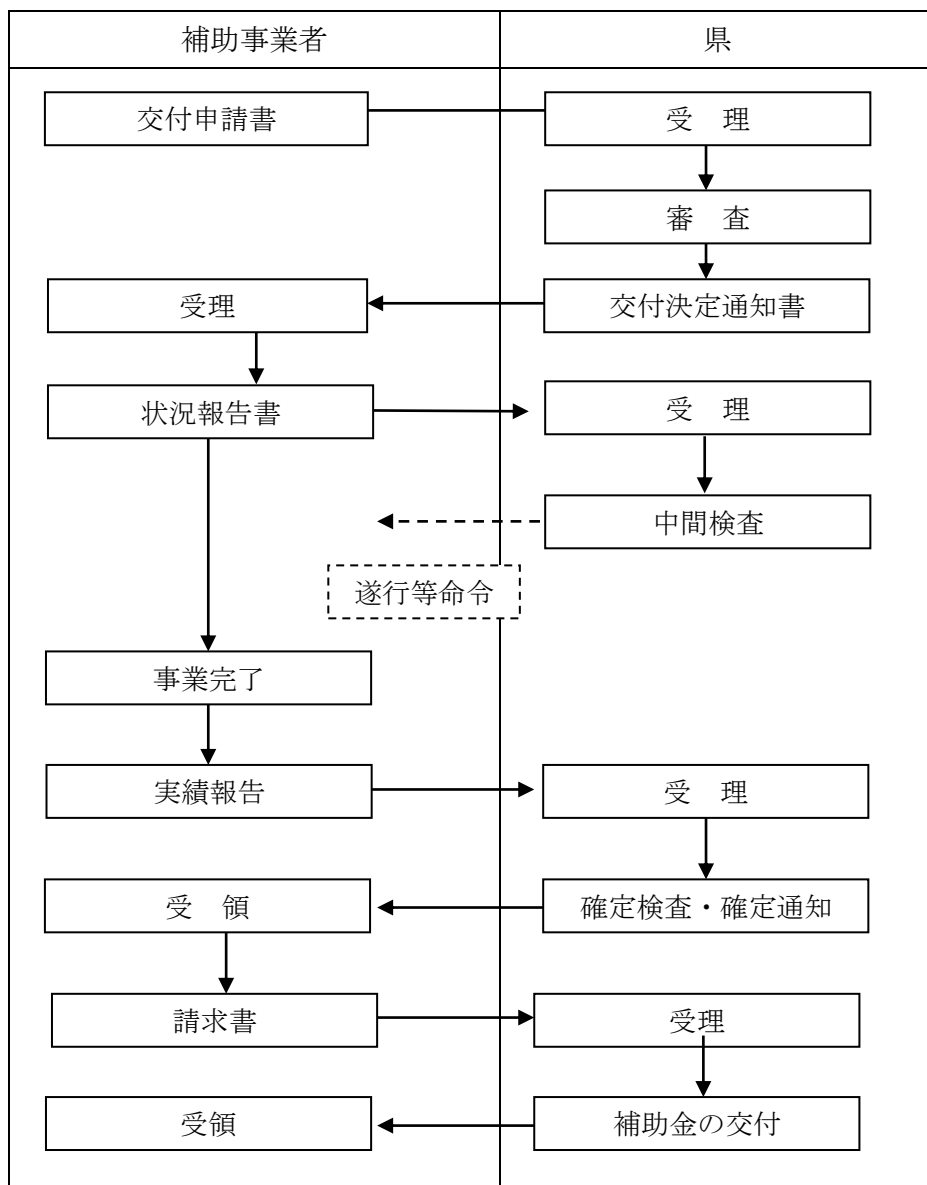 補助事業者
県
交付申請書
受　理
審　査
受理
交付決定通知書
状況報告書
受　理
中間検査
遂行等命令
事業完了
実績報告
受　理
受　領
確定検査・確定通知
請求書
受理
受領
補助金の交付